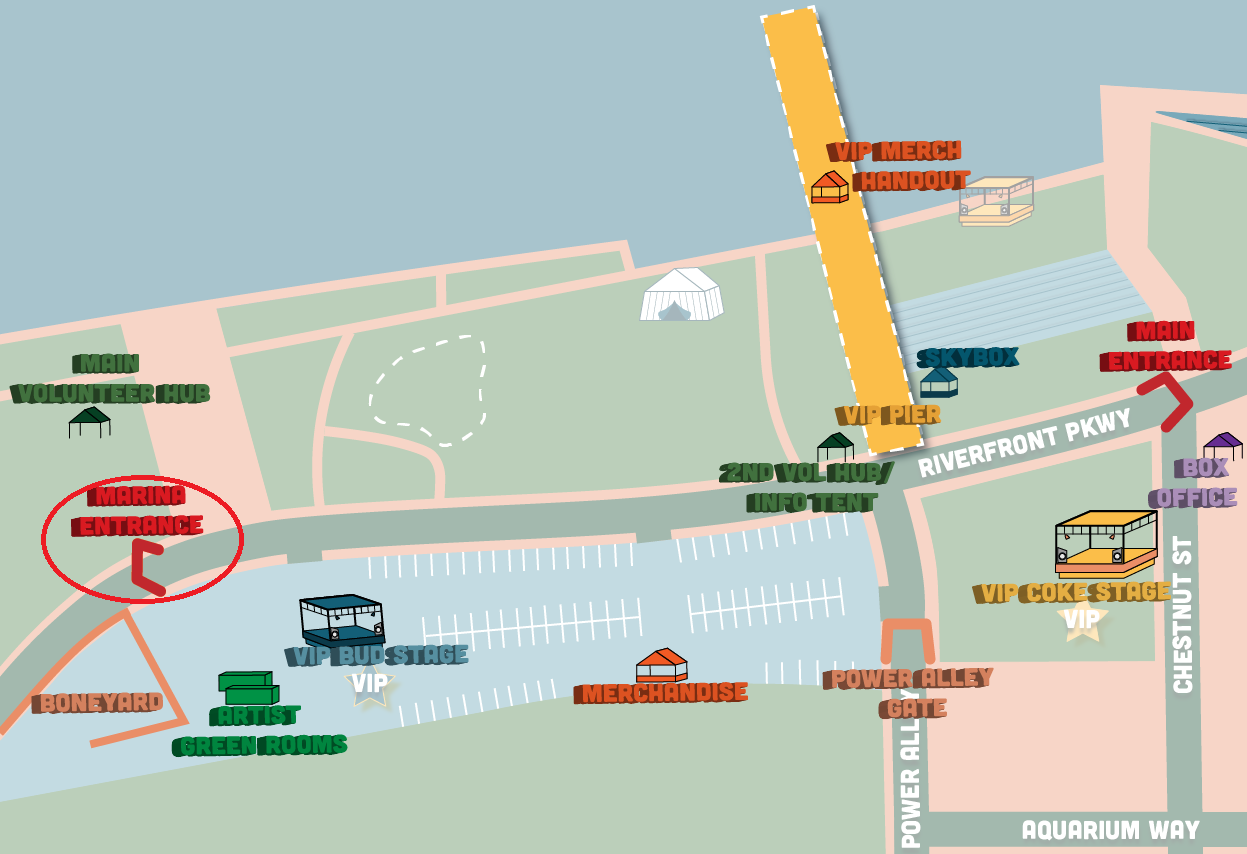 VIP MERCH
HANDOUT
MAIN
ENTRANCE
SKYBOX
MAIN
VOLUNTEER HUB
VIP PIER
RIVERFRONT PKWY
2ND VOL HUB/
INFO TENT
BOX
OFFICE
MARINA
ENTRANCE
VIP COKE STAGE
VIP
CHESTNUT ST
VIP BUD STAGE
VIP
MERCHANDISE
POWER ALLEY
GATE
BONEYARD
ARTIST
GREEN ROOMS
POWER ALLY
AQUARIUM WAY